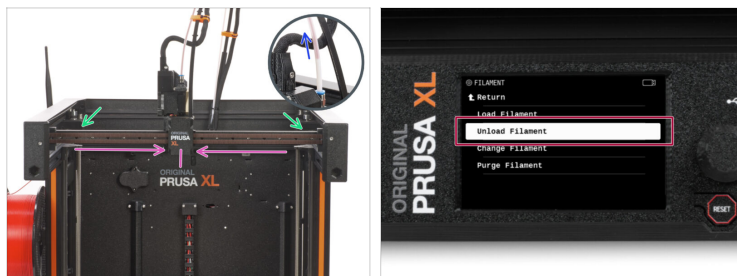 ORIGINAL
PRUSA
XL
ORIGINAL
PRUSA XL
ORIGINAL
PRUSA XL
FILAMENT
Return
Load Filament
Unload Filament
Change Filament
Purge Filament
RESET